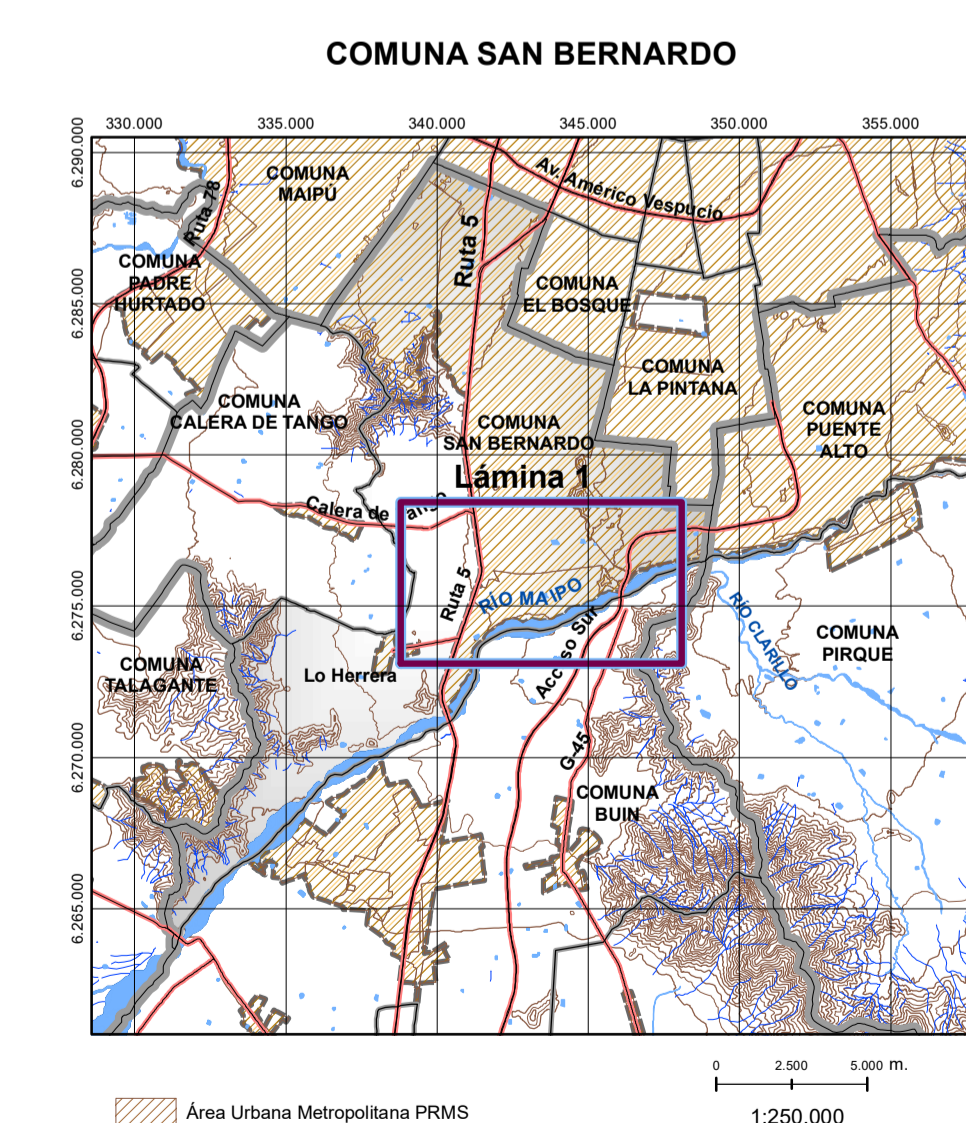 COMUNA SAN BERNARDO
330.000 335.000 340.000 345.000 350.000 355.000
6.290.000
6.285.000
6.280.000
6.275.000
6.270.000
6.265.000
COMUNA
MAIPÚ
Ruta 78
Av. Américo Vespucio
Ruta 5
COMUNA
PADRE
HURTADO
COMUNA
EL BOSQUE
COMUNA
LA PINTANA
COMUNA
CALERA DE TANGO
COMUNA
SAN BERNARDO
COMUNA
PUENTE
ALTO
Lámina 1
Calera de ango
Ruta 5
RÍO MAIPO
Acceso Sur
RÍO CLARILLO
COMUNA
PIRQUE
COMUNA
TALAGANTE
Lo Herrera
G-45
COMUNA
BUIN
0 2.500 5.000 m.
1:250.000
Área Urbana Metropolitana PRMS